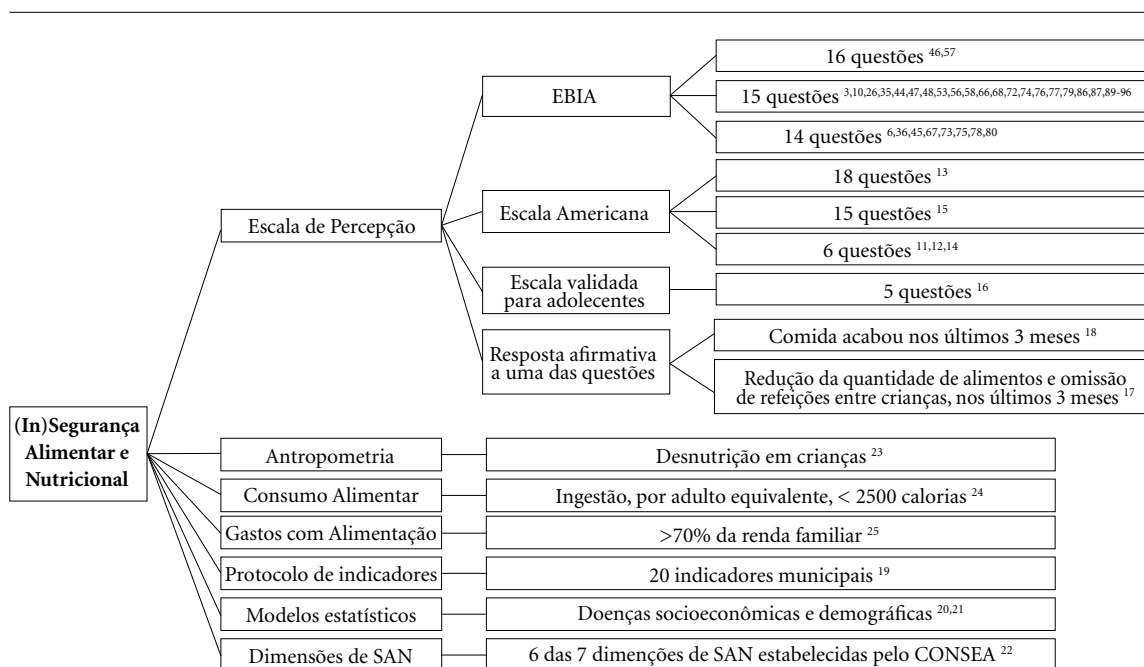 16 questões 46,57
EBIA
15 questões 3,10,26,35,44,47,48,53,56,58,66,68,72,74,76,77,79,86,87,89-96
14 questões 6,36,45,67,73,75,78,80
18 questões 13
Escala de Percepção
Escala Americana
15 questões 15
6 questões 11,12,14
Escala validada
para adolecentes
5 questões 16
Resposta afirmativa
a uma das questões
Comida acabou nos últimos 3 meses 18
Redução da quantidade de alimentos e omissão
de refeições entre crianças, nos últimos 3 meses 17
(In)Segurança
Alimentar e
Nutricional
Antropometria
Desnutrição em crianças 23
Consumo Alimentar
Ingestão, por adulto equivalente, < 2500 calorias 24
Gastos com Alimentação
>70% da renda familiar 25
Protocolo de indicadores
20 indicadores municipais 19
Modelos estatísticos
Doenças socioeconômicas e demográficas 20,21
Dimensões de SAN
6 das 7 dimenções de SAN estabelecidas pelo CONSEA 22